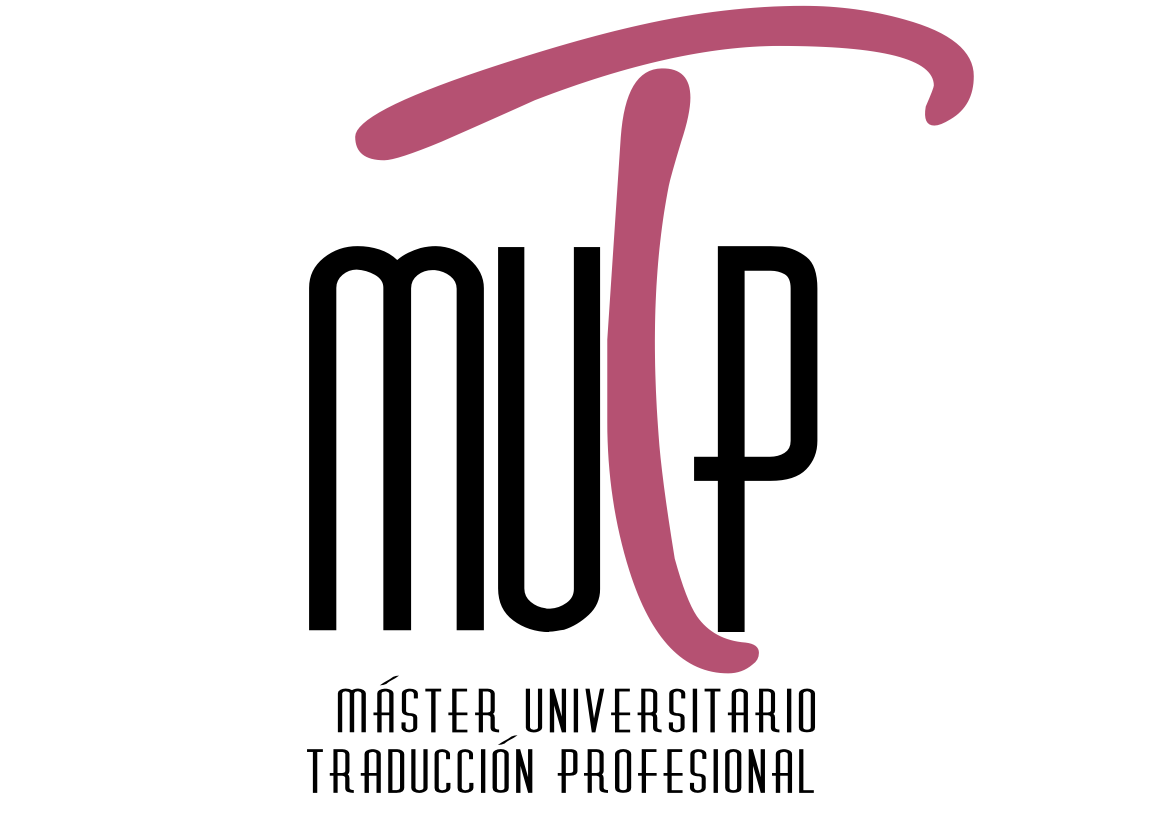 MUTP
MÁSTER UNIVERSITARIO
TRADUCCIÓN PROFESIONAL